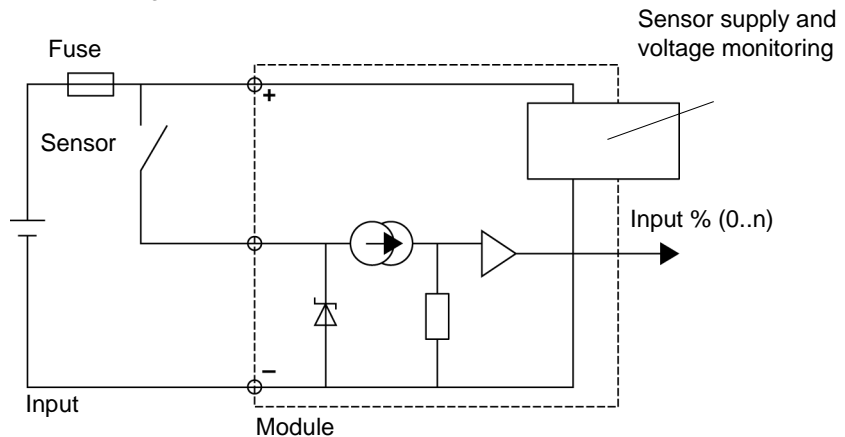 Sensor supply and
voltage monitoring
Fuse
+
Sensor
Input % (0..n)
–
Input
Module